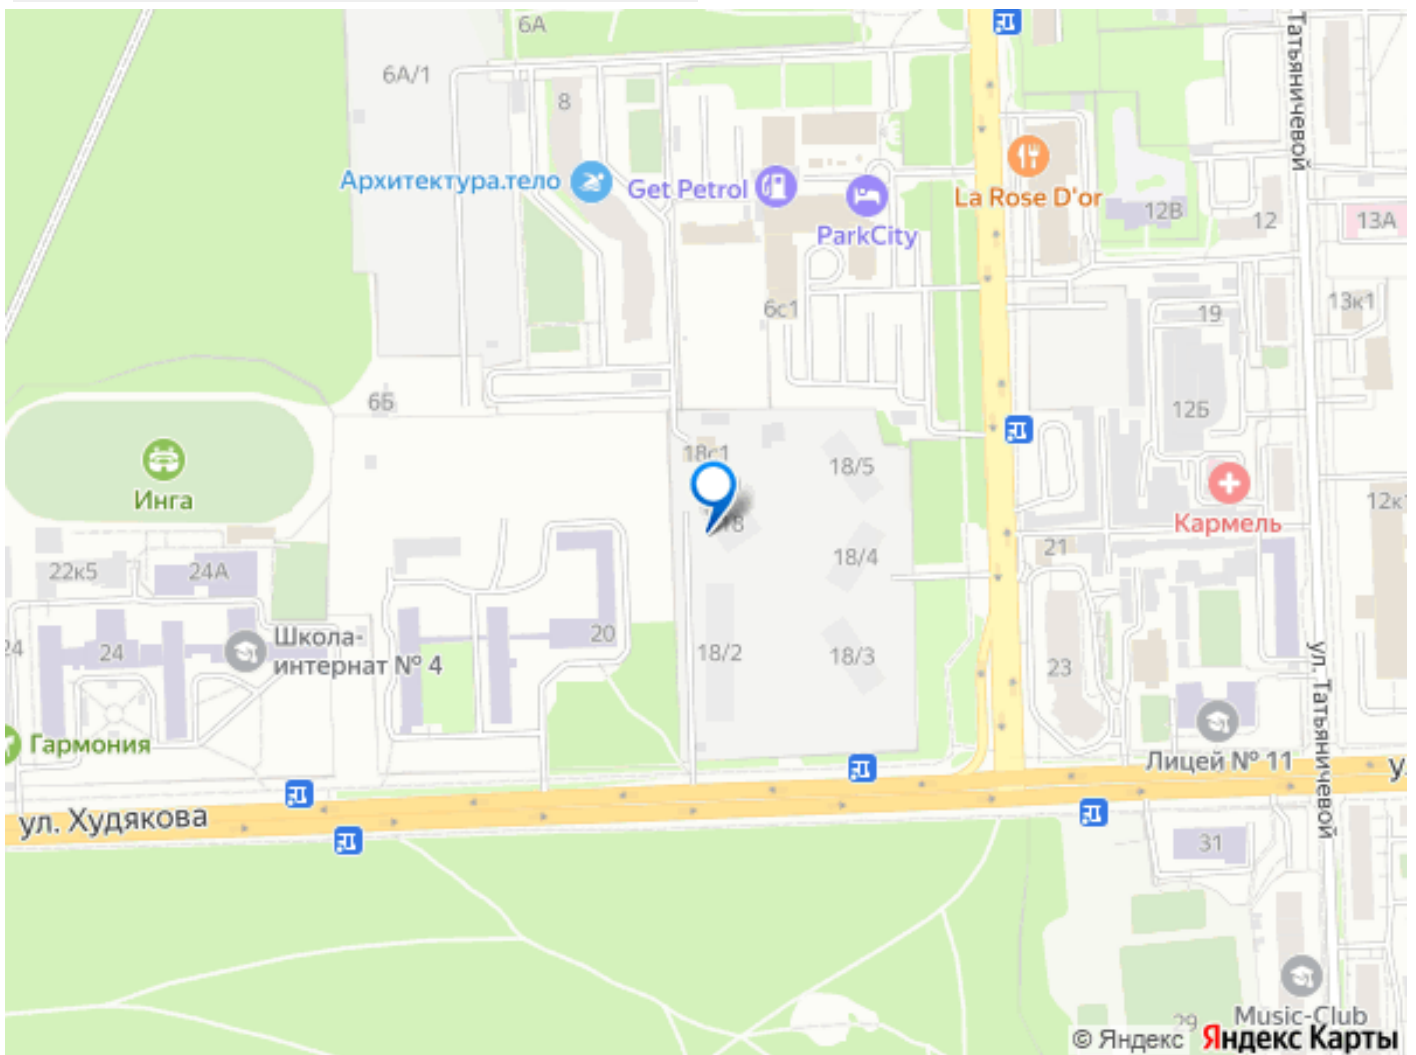 6А
6А/1
8
Архитектура.тело
Get Petrol
ParkCity
La Rose D'or
Татьяничевой
12В
12
13А
6с1
19
13к1
6Б
12Б
Инга
18с1
18/5
Кармель
12к
18
21
22к5
24А
18/4
24
24
Школа-
интернат № 4
20
18/2
18/3
23
ул. Татьяничевой
Гармония
Лицей № 11
ул. Худякова
у
31
29
Music-Club
© Яндекс Яндекс Карты